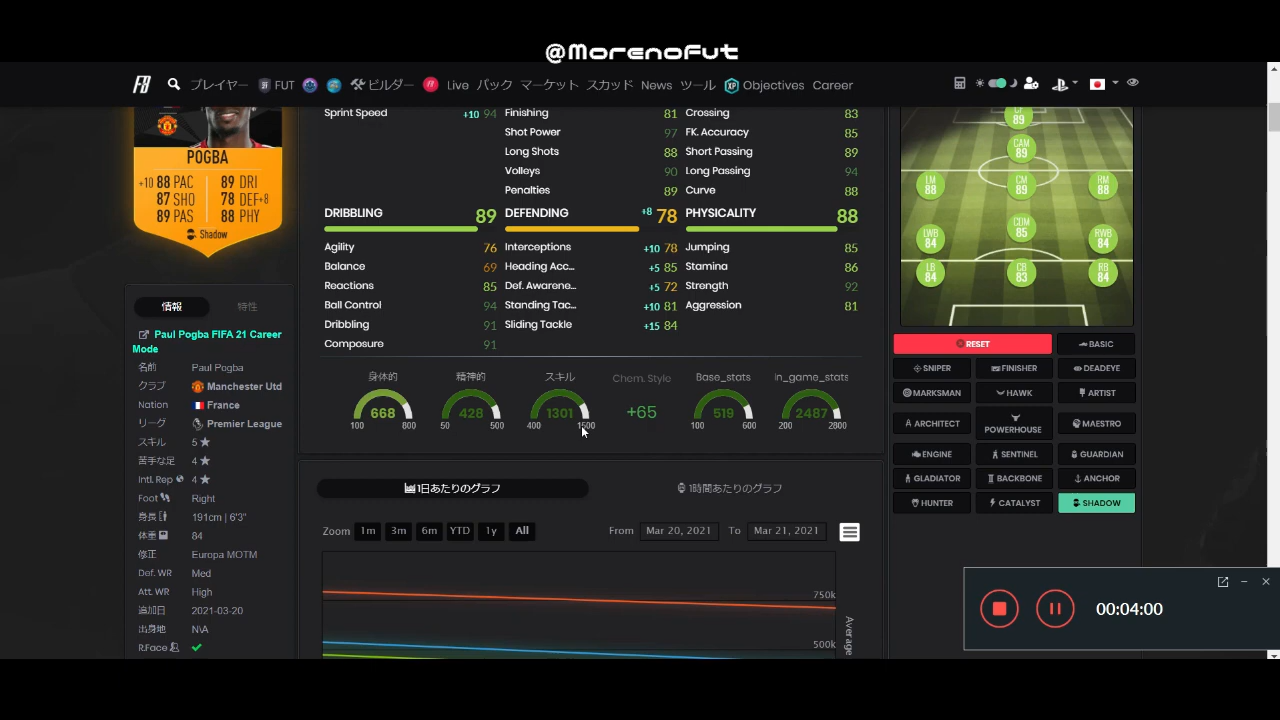 @MorenoFut
プレイヤー FUT ビルダー Live パック マーケット スカッド News ツール XP Objectives Career
POGBA
+10 88 PAC 89 DRI
87 SHO 78 DEF+8
89 PAS 88 PHY
Shadow
Sprint Speed +10 94 Finishing 81 Crossing 83
Shot Power 97 FK. Accuracy 85
Long Shots 88 Short Passing 89
Volleys 90 Long Passing 94
Penalties 89 Curve 88
DRIBBLING 89 DEFENDING +8 78 PHYSICALITY 88
Agility 76 Interceptions +10 78 Jumping 85
Balance 69 Heading Acc... +5 85 Stamina 86
Reactions 85 Def. Aware... +5 72 Strength 92
Ball Control 94 Standing Tac... +10 81 Aggression 81
Dribbling 91 Sliding Tackle +15 84
Composure 91
身体的 精神的 スキル Chem. Style Base_stats In_game_stats
668 428 1301 +65 519 2487
100 800 50 500 400 1500 100 600 200 2800
情報 特性
Paul Pogba FIFA 21 Career
Mode
名前 Paul Pogba
クラブ Manchester Utd
Nation France
リーグ Premier League
スキル 5★
苦手な足 4★
Intl. Rep 4★
Foot Right
身長 191cm | 6'3"
体重 84
修正 Europa MOTM
Def. WR Med
Att. WR High
追加日 2021-03-20
出身地 N\A
R.Face
1日あたりのグラフ 1時間あたりのグラフ
Zoom 1m 3m 6m YTD 1y All From Mar 20, 2021 To Mar 21, 2021
750k
500k
Average
89
CAM 89
LM 88 CM 89 RM 88
CDM 85
LWB 84 RWB 84
LB 84 CB 83 RB 84
RESET BASIC
SNIPER FINISHER DEADEYE
MARKSMAN HAWK ARTIST
ARCHITECT POWERHOUSE MAESTRO
ENGINE SENTINEL GUARDIAN
GLADIATOR BACKBONE ANCHOR
HUNTER CATALYST SHADOW
00:04:00